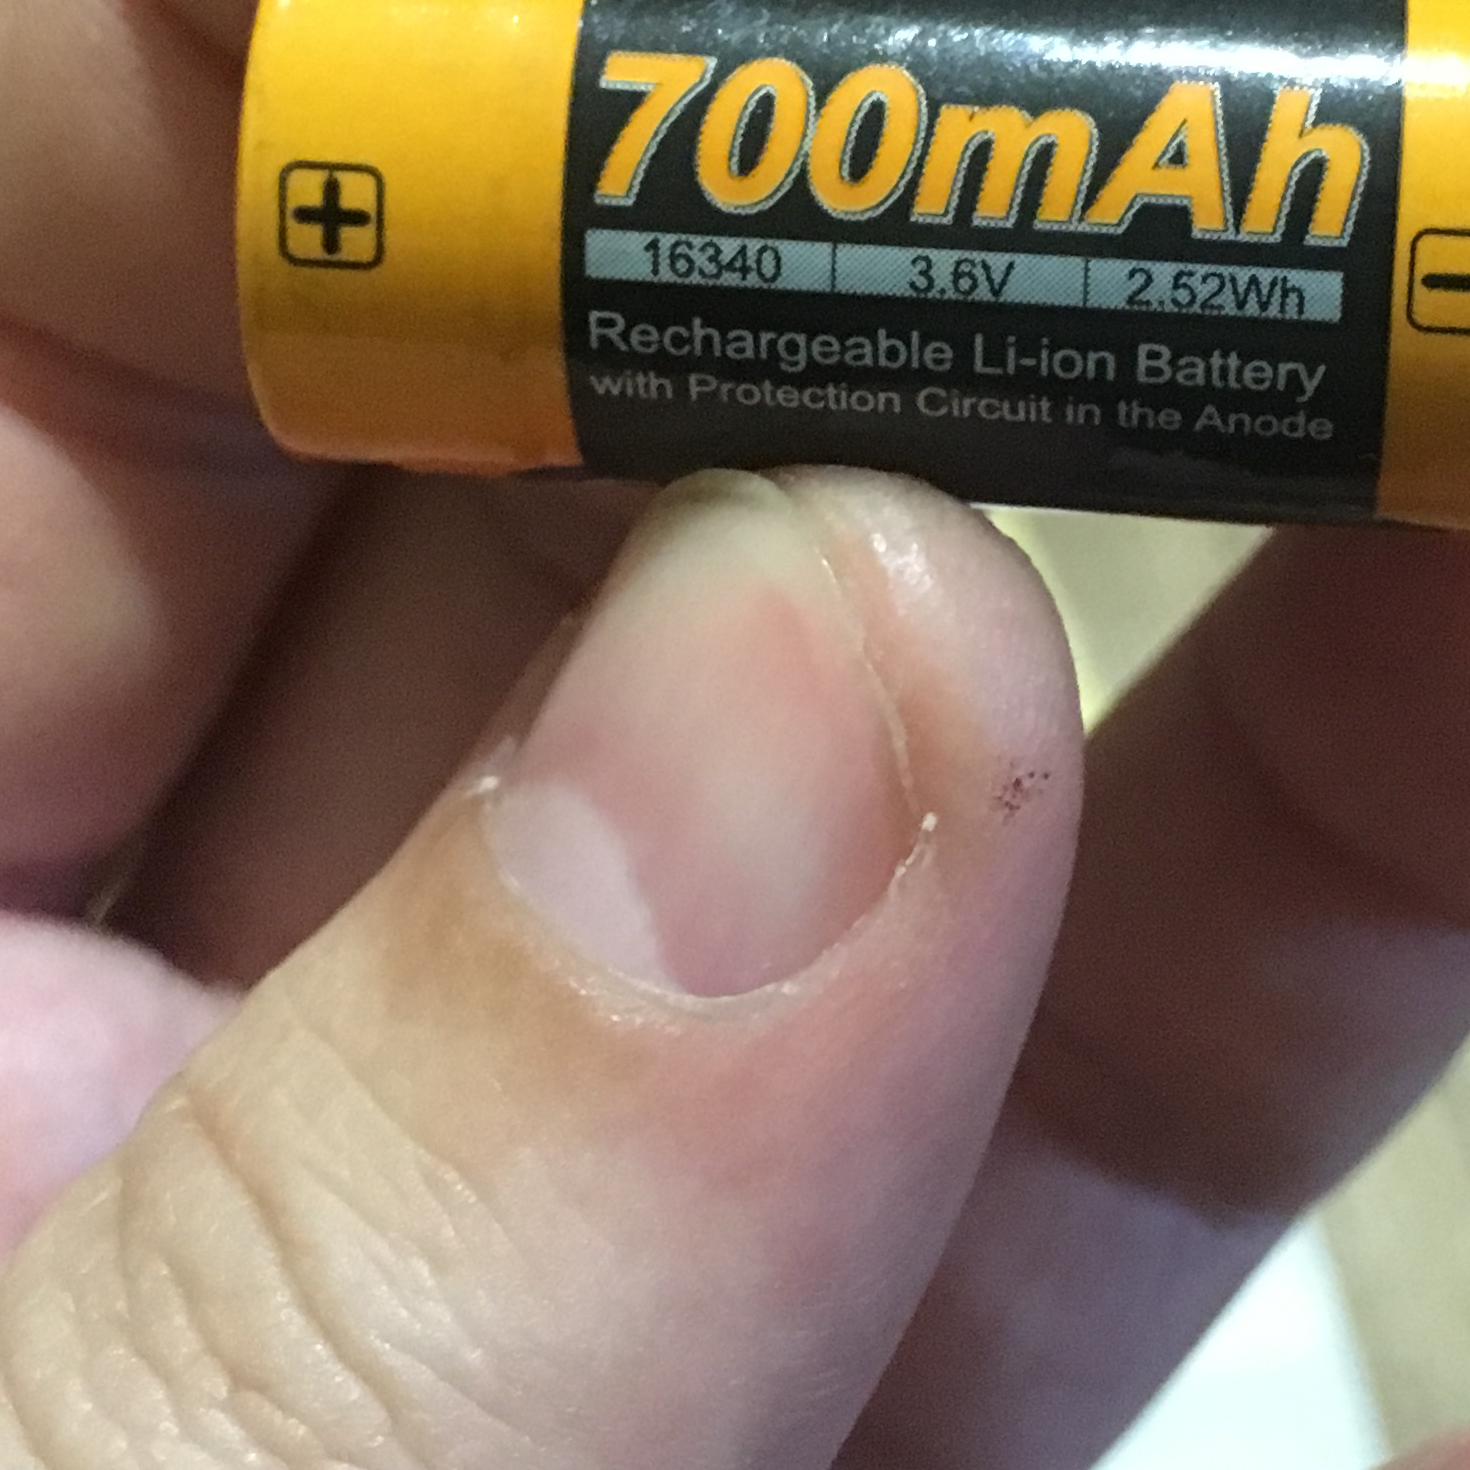 700mAh
16340 3.6V 2.52Wh
Rechargeable Li-ion Battery
with Protection Circuit in the Anode